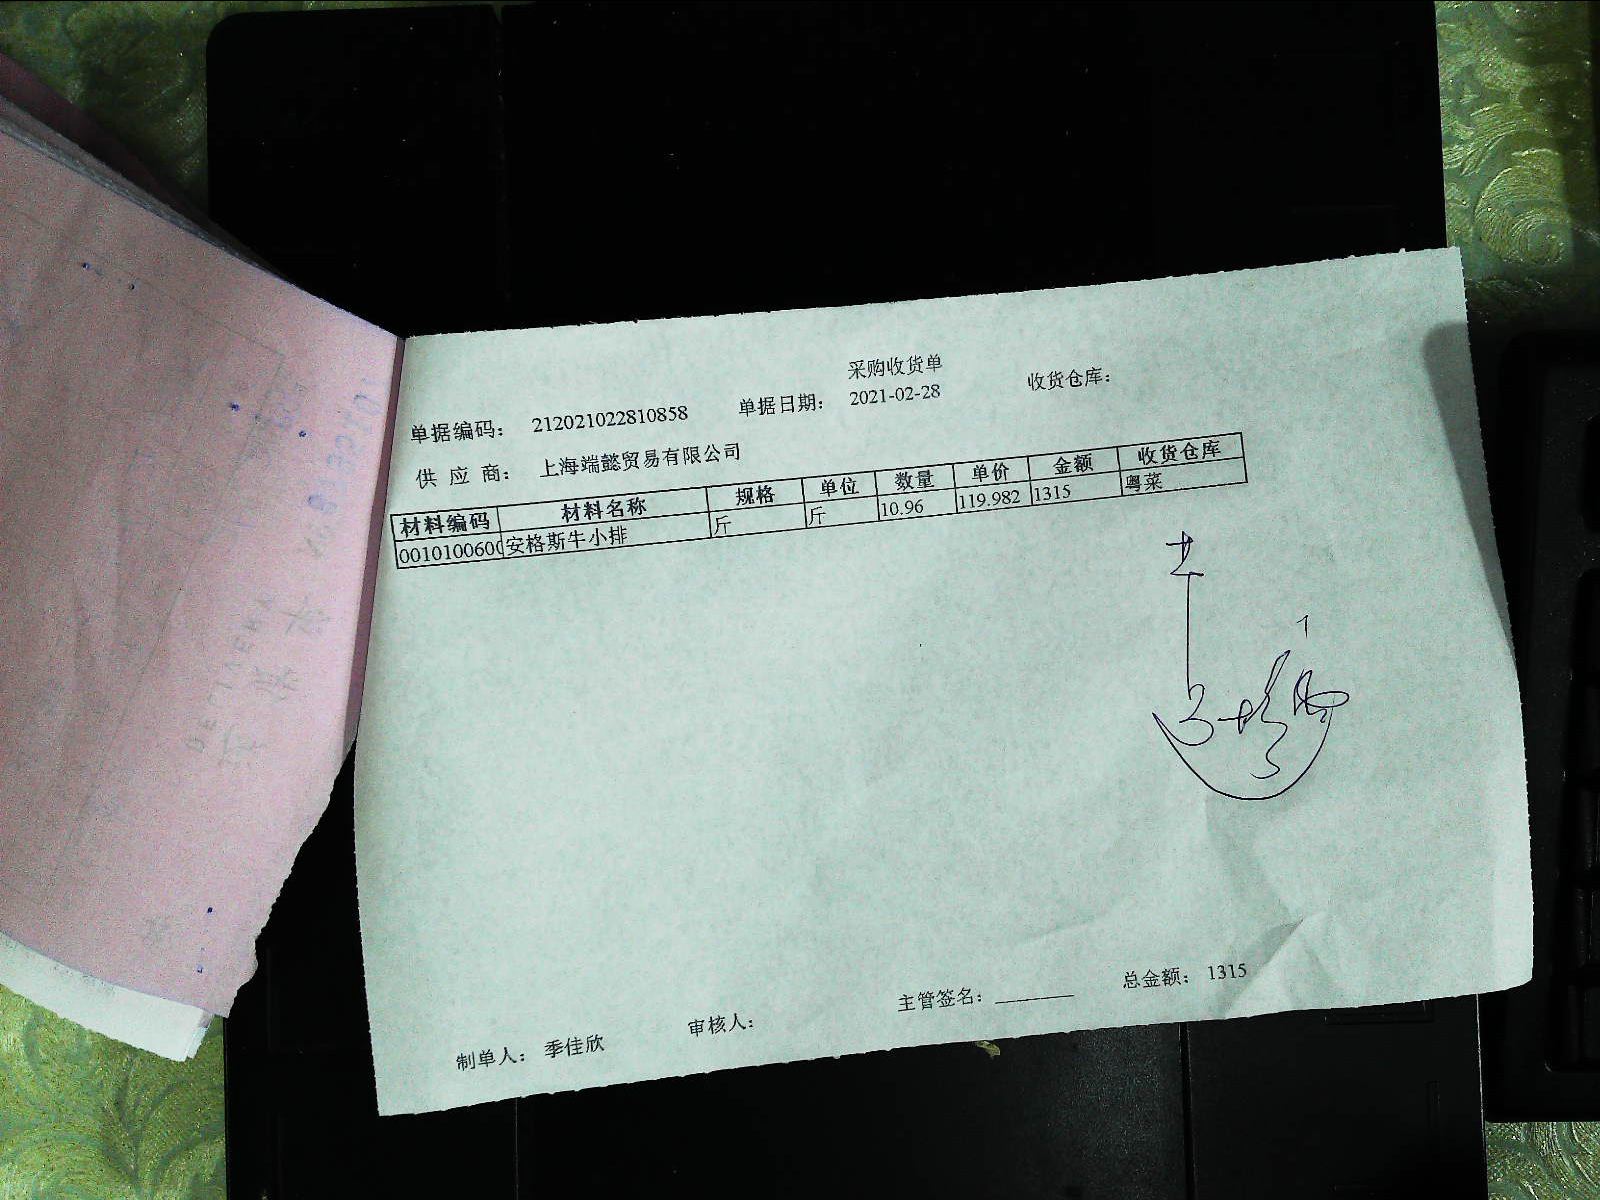 采购收货单
单据编码： 212021022810858 单据日期： 2021-02-28 收货仓库：
供 应 商： 上海端懿贸易有限公司
材料编码 材料名称 规格 单位 数量 单价 金额 收货仓库
0010100600 安格斯牛小排 斤 斤 10.96 119.982 1315 粤菜
制单人： 季佳欣 审核人： 主管签名： 总金额： 1315
DELIVERY